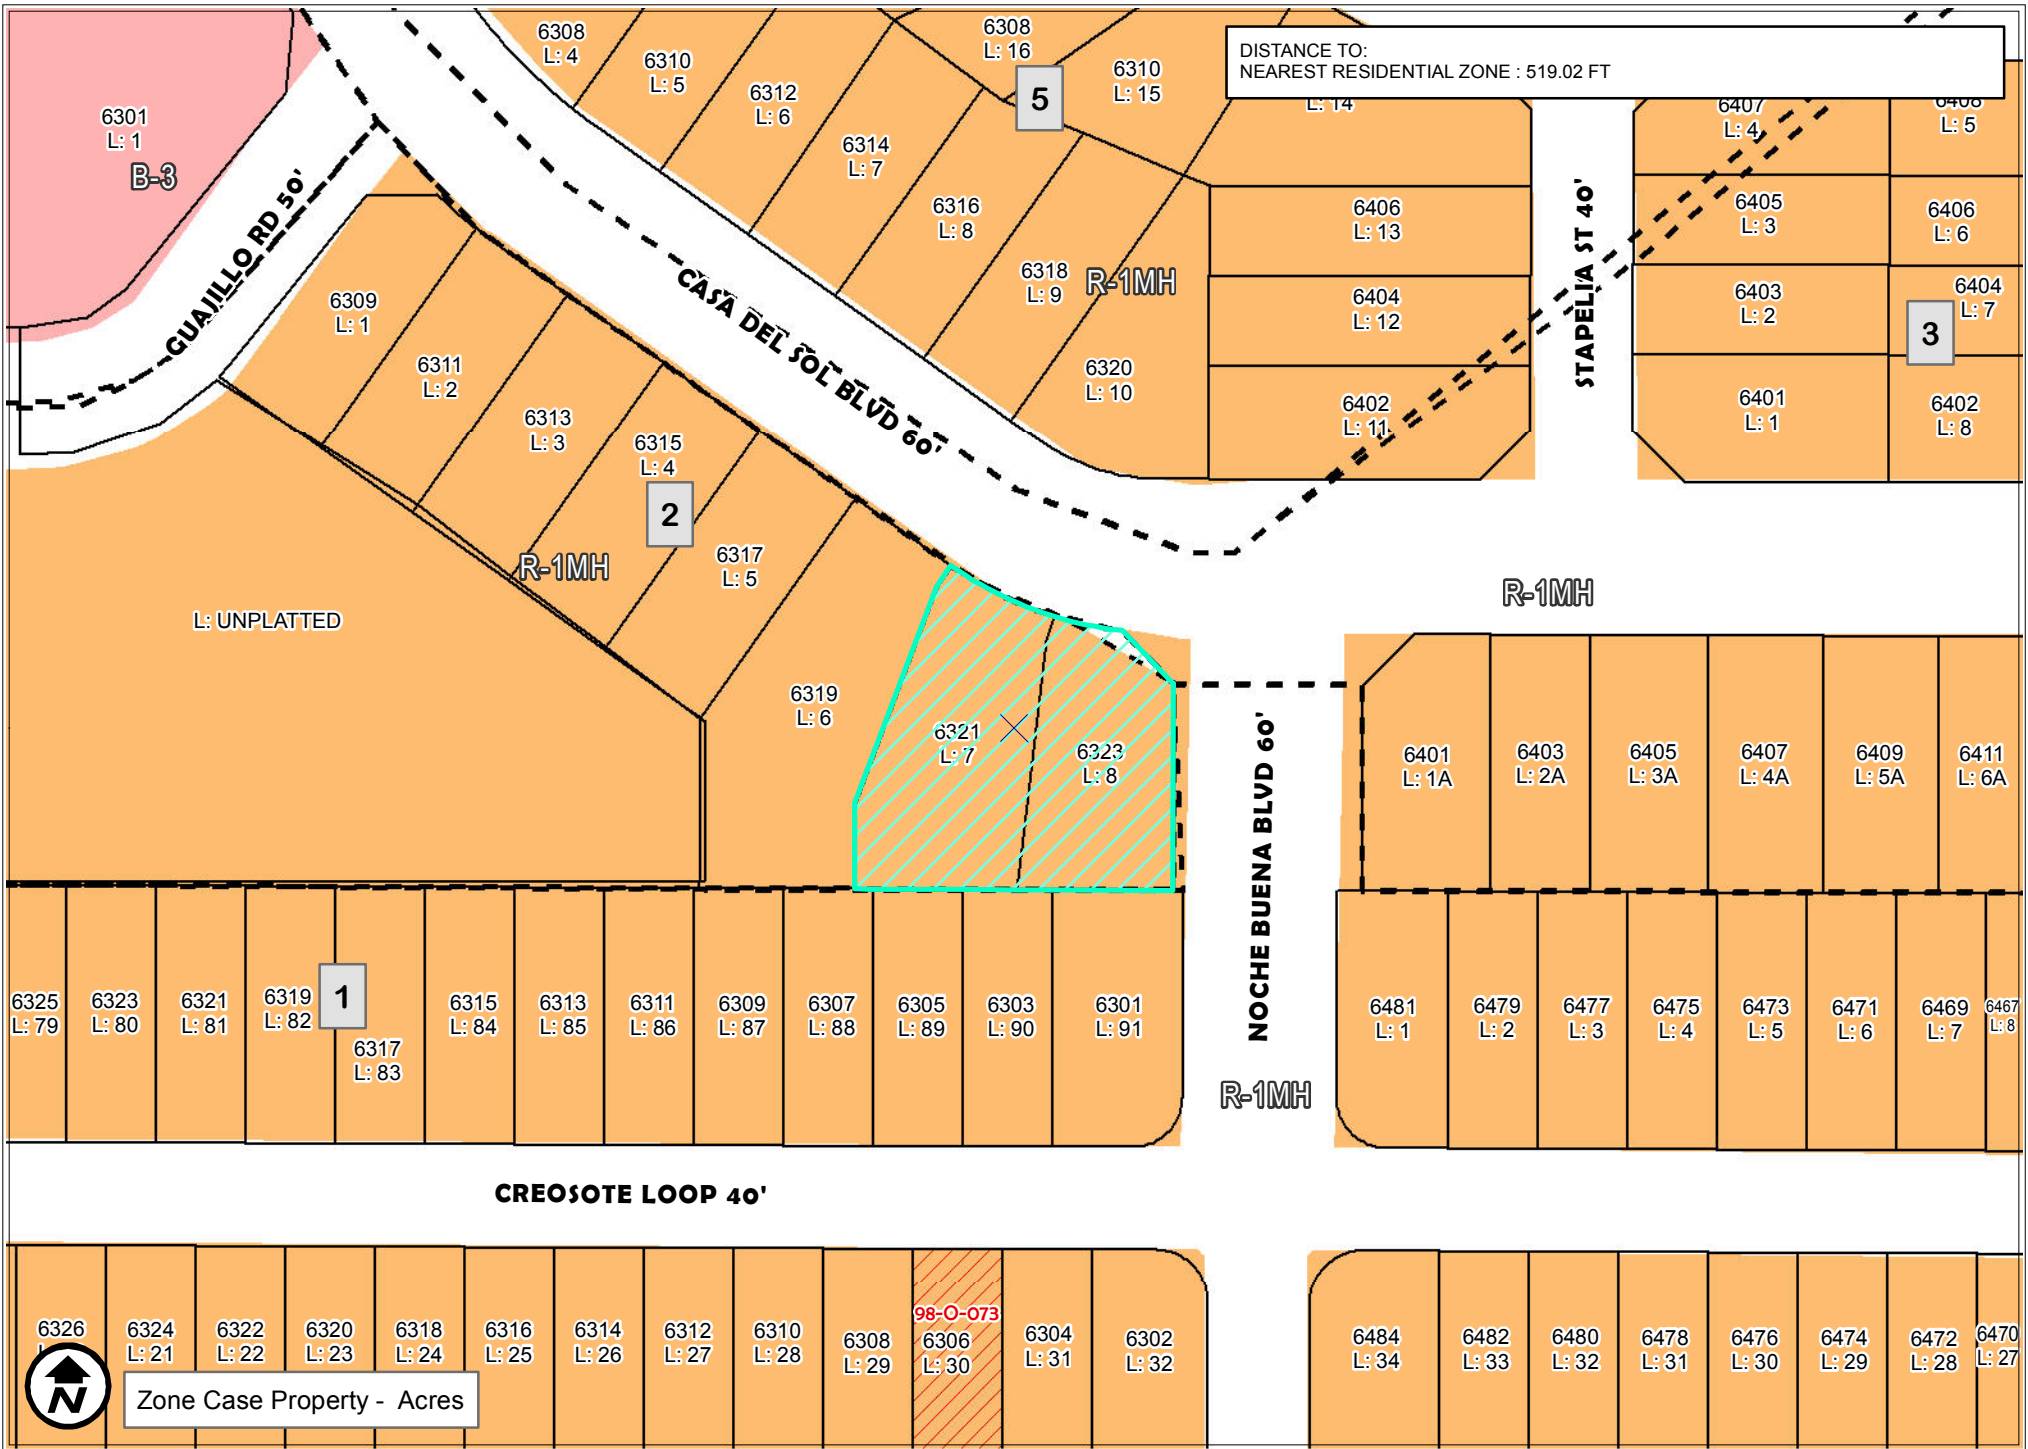 DISTANCE TO:
NEAREST RESIDENTIAL ZONE : 519.02 FT
6308
L: 4
6310
L: 5
6312
L: 6
6314
L: 7
6316
L: 8
6318
L: 9
6320
L: 10
6308
L: 16
6310
L: 15
L: 14
5
R-1MH
6406
L: 13
6404
L: 12
6402
L: 11
STAPELIA ST 40'
6407
L: 4
6405
L: 3
6403
L: 2
6401
L: 1
6408
L: 5
6406
L: 6
6404
L: 7
3
6402
L: 8
6301
L: 1
B-3
GUAJILLO RD 50'
CASA DEL SOL BLVD 60'
6309
L: 1
6311
L: 2
6313
L: 3
6315
L: 4
2
6317
L: 5
R-1MH
L: UNPLATTED
6319
L: 6
6321
L: 7
6323
L: 8
R-1MH
NOCHE BUENA BLVD 60'
6401
L: 1A
6403
L: 2A
6405
L: 3A
6407
L: 4A
6409
L: 5A
6411
L: 6A
6325
L: 79
6323
L: 80
6321
L: 81
6319
L: 82
1
6317
L: 83
6315
L: 84
6313
L: 85
6311
L: 86
6309
L: 87
6307
L: 88
6305
L: 89
6303
L: 90
6301
L: 91
R-1MH
6481
L: 1
6479
L: 2
6477
L: 3
6475
L: 4
6473
L: 5
6471
L: 6
6469
L: 7
6467
L: 8
CREOSOTE LOOP 40'
6326
6324
L: 21
6322
L: 22
6320
L: 23
6318
L: 24
6316
L: 25
6314
L: 26
6312
L: 27
6310
L: 28
6308
L: 29
98-O-073
6306
L: 30
6304
L: 31
6302
L: 32
6484
L: 34
6482
L: 33
6480
L: 32
6478
L: 31
6476
L: 30
6474
L: 29
6472
L: 28
6470
L: 27
N
Zone Case Property - Acres